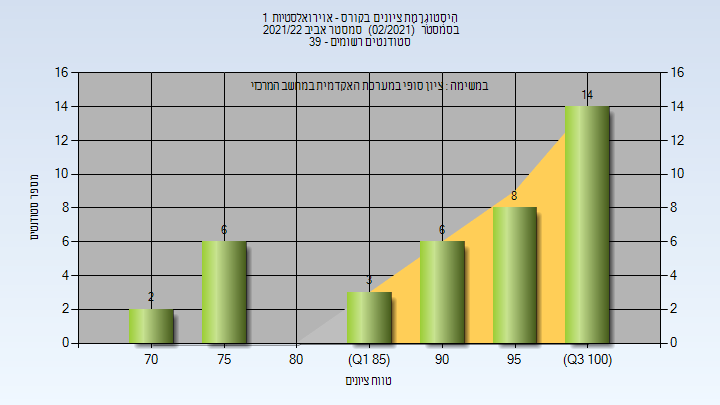 היסטוגרמת ציונים בקורס - אוירואלסטיות 1
בסמסטר (02/2021) סמסטר אביב 2021/22
סטודנטים רשומים - 39
במשימה : ציון סופי במערכת האקדמית במחשב המרכזי
מספר סטודנטים
16 16
14 14
12 12
10 10
8 8
6 6
4 4
2 2
0 0
2 6 3 6 8 14
70 75 80 (Q1 85) 90 95 (Q3 100)
טווח ציונים